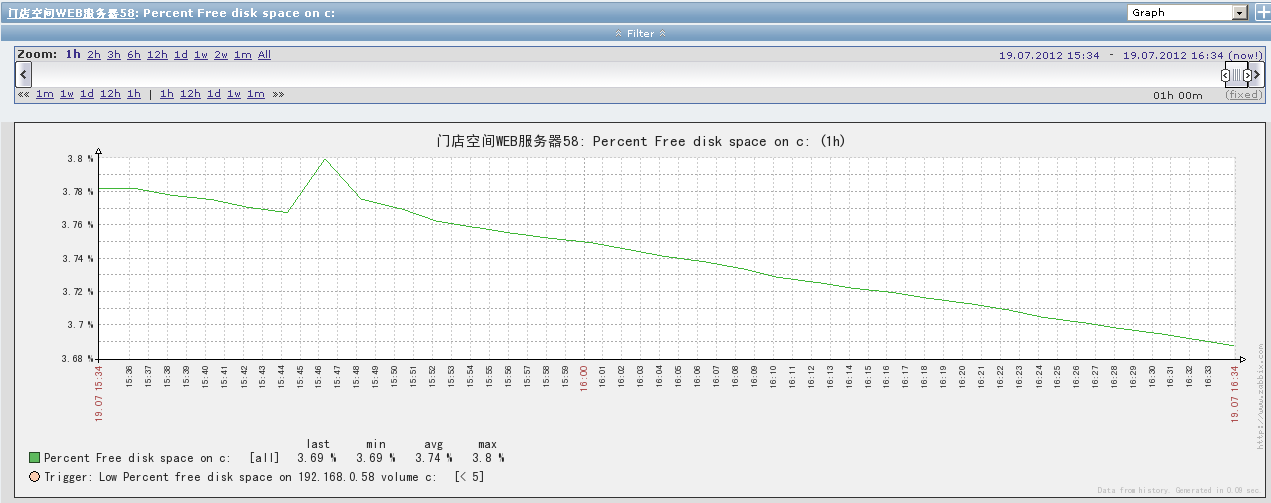 门店空间WEB服务器58: Percent Free disk space on c:
Graph
Filter
Zoom: 1h 2h 3h 6h 12h 1d 1w 2w 1m All
19.07.2012 15:34 - 19.07.2012 16:34 (now!)
«« 1m 1w 1d 12h 1h | 1h 12h 1d 1w 1m »»
01h 00m (fixed)
门店空间WEB服务器58: Percent Free disk space on c: (1h)
3.8 %
3.78 %
3.76 %
3.74 %
3.72 %
3.7 %
3.68 %
19.07 15:34 15:36 15:37 15:38 15:39 15:40 15:41 15:42 15:43 15:44 15:45 15:46 15:47 15:48 15:49 15:50 15:51 15:52 15:53 15:54 15:55 15:56 15:57 15:58 15:59 16:00 16:01 16:02 16:03 16:04 16:05 16:06 16:07 16:08 16:09 16:10 16:11 16:12 16:13 16:14 16:15 16:16 16:17 16:18 16:19 16:20 16:21 16:22 16:23 16:24 16:25 16:26 16:27 16:28 16:29 16:30 16:31 16:32 16:33 19.07 16:34
http://www.zabbix.com
last min avg max
Percent Free disk space on c: [all] 3.69 % 3.69 % 3.74 % 3.8 %
Trigger: Low Percent free disk space on 192.168.0.58 volume c: [< 5]
Data from history. Generated in 0.08 sec